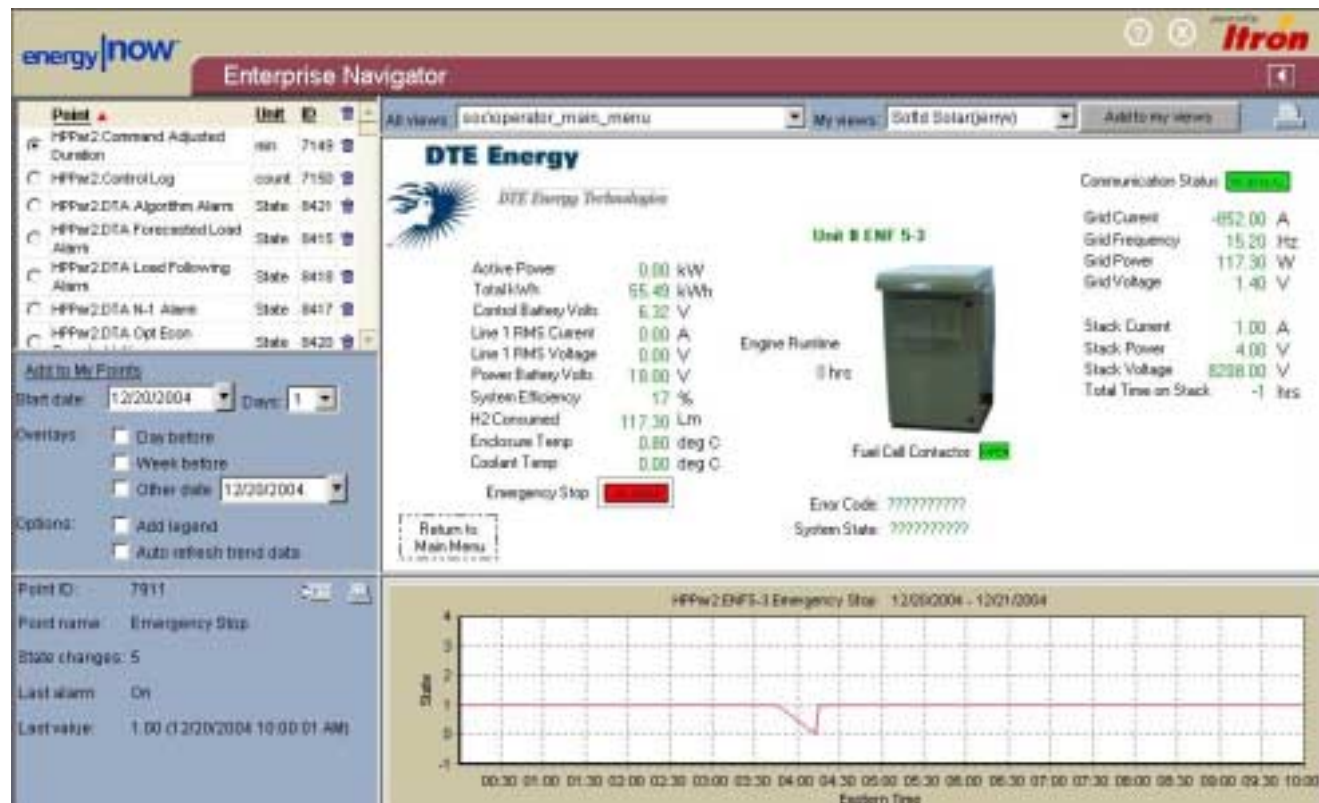 energy now
powered by
Itron
Enterprise Navigator
Point Unit ID
HPPwr2.Command Adjusted Duration min 7149
HPPwr2.ControlLog count 7150
HPPwr2.DTA Algorithm Alarm State 8421
HPPwr2.DTA Forecasted Load Alarm State 8415
HPPwr2.DTA Load Following Alarm State 8418
HPPwr2.DTA N-1 Alarm State 8417
HPPwr2.DTA Opt Econ State 8420
Add to My Points
Start date: 12/20/2004 Days: 1
Overlays: Day before
Week before
Other date 12/20/2004
Options: Add legend
Auto refresh trend data
Point ID: 7911
Point name: Emergency Stop
State changes: 5
Last alarm: On
Last value: 1.00 (12/20/2004 10:00:01 AM)
All views: socloperator_main_menu My views: Sftd Solar(jerryv) Add to my views
DTE Energy
DTE Energy Technologies
Unit # ENF 5-3
Active Power 0.00 kW
Total kWh 55.49 kWh
Control Battery Volts 6.32 V
Line 1 RMS Current 0.00 A
Line 1 RMS Voltage 0.00 V
Power Battery Volts 18.00 V
System Efficiency 17 %
H2 Consumed 117.30 Lm
Enclosure Temp 0.80 deg C
Coolant Temp 0.00 deg C
Emergency Stop
Return to
Main Menu
Engine Runtime
0 hrs
Fuel Cell Contactor
Error Code ??????????
System State ??????????
Communication Status
Grid Current -852.00 A
Grid Frequency 15.20 Hz
Grid Power 117.30 W
Grid Voltage 1.40 V
Stack Current 1.00 A
Stack Power 4.00 V
Stack Voltage 8208.00 V
Total Time on Stack -1 hrs
HPPwr2.ENF5-3.Emergency Stop 12/20/2004 - 12/21/2004
State
4
3
2
1
0
-1
00:30 01:00 01:30 02:00 02:30 03:00 03:30 04:00 04:30 05:00 05:30 06:00 06:30 07:00 07:30 08:00 08:30 09:00 09:30 10:00
Eastern Time